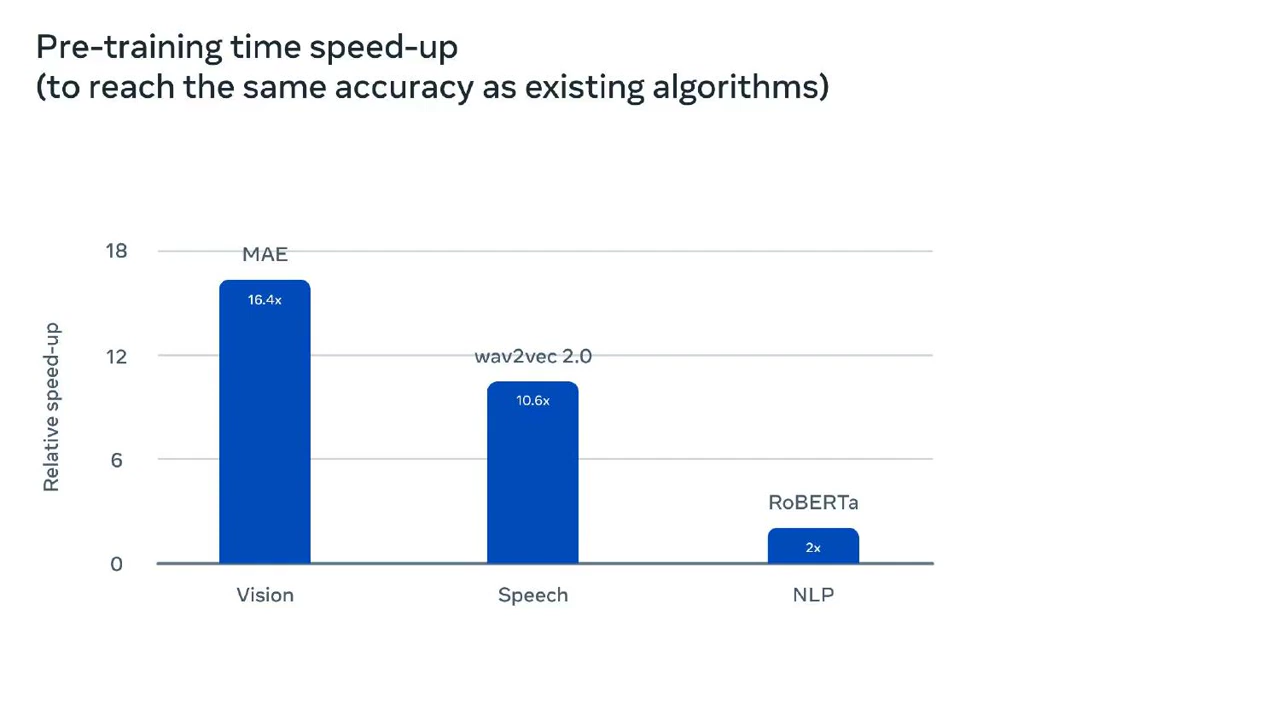 Pre-training time speed-up
(to reach the same accuracy as existing algorithms)
Relative speed-up
18
12
6
0
MAE
16.4x
wav2vec 2.0
10.6x
RoBERTa
2x
Vision
Speech
NLP